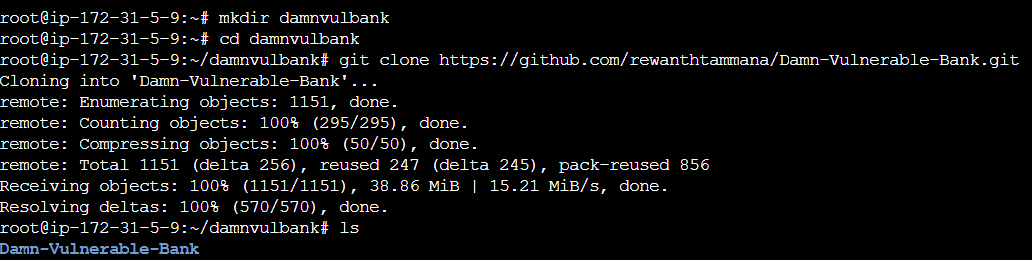 root@ip-172-31-5-9:~# mkdir damnvulbank
root@ip-172-31-5-9:~# cd damnvulbank
root@ip-172-31-5-9:~/damnvulbank# git clone https://github.com/rewanthtammana/Damn-Vulnerable-Bank.git
Cloning into 'Damn-Vulnerable-Bank'...
remote: Enumerating objects: 1151, done.
remote: Counting objects: 100% (295/295), done.
remote: Compressing objects: 100% (50/50), done.
remote: Total 1151 (delta 256), reused 247 (delta 245), pack-reused 856
Receiving objects: 100% (1151/1151), 38.86 MiB | 15.21 MiB/s, done.
Resolving deltas: 100% (570/570), done.
root@ip-172-31-5-9:~/damnvulbank# ls
Damn-Vulnerable-Bank